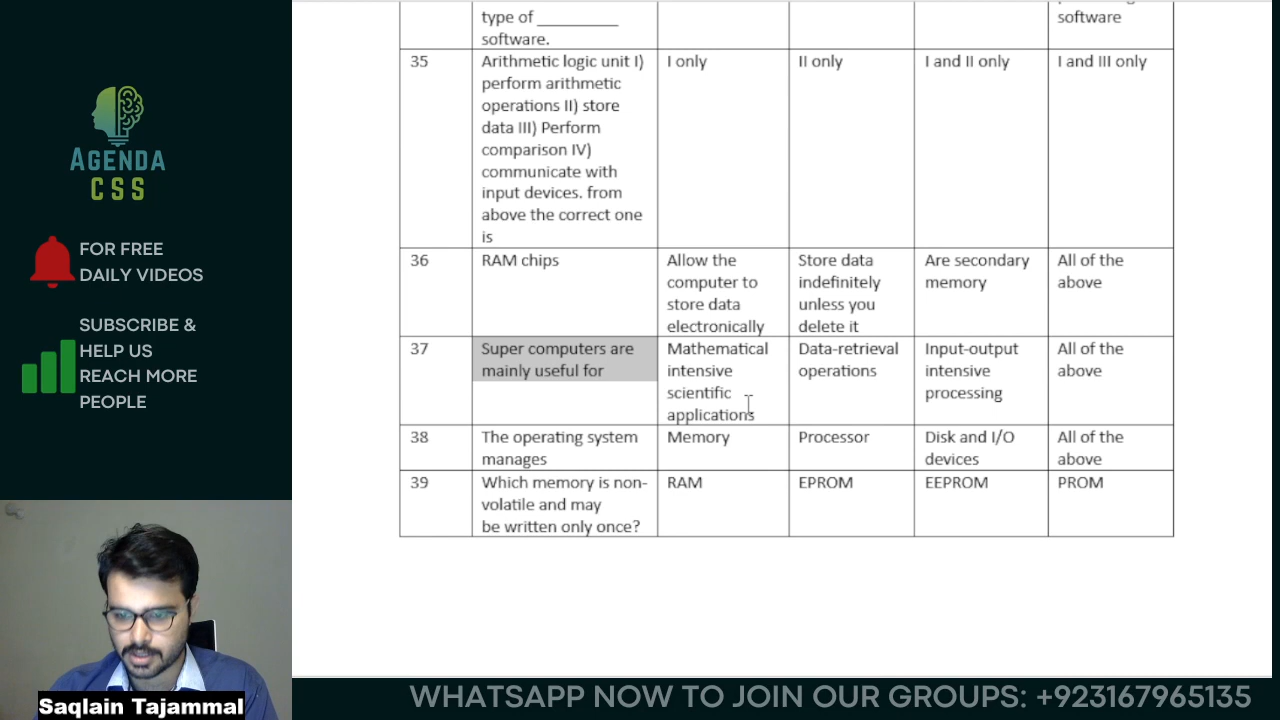 AGENDA
CSS
FOR FREE
DAILY VIDEOS
SUBSCRIBE &
HELP US
REACH MORE
PEOPLE
Saqlain Tajammal
type of _________
software.
software
35
Arithmetic logic unit I)
perform arithmetic
operations II) store
data III) Perform
comparison IV)
communicate with
input devices. from
above the correct one
is
I only
II only
I and II only
I and III only
36
RAM chips
Allow the
computer to
store data
electronically
Store data
indefinitely
unless you
delete it
Are secondary
memory
All of the
above
37
Super computers are
mainly useful for
Mathematical
intensive
scientific
applications
Data-retrieval
operations
Input-output
intensive
processing
All of the
above
38
The operating system
manages
Memory
Processor
Disk and I/O
devices
All of the
above
39
Which memory is non-
volatile and may
be written only once?
RAM
EPROM
EEPROM
PROM
WHATSAPP NOW TO JOIN OUR GROUPS: +923167965135